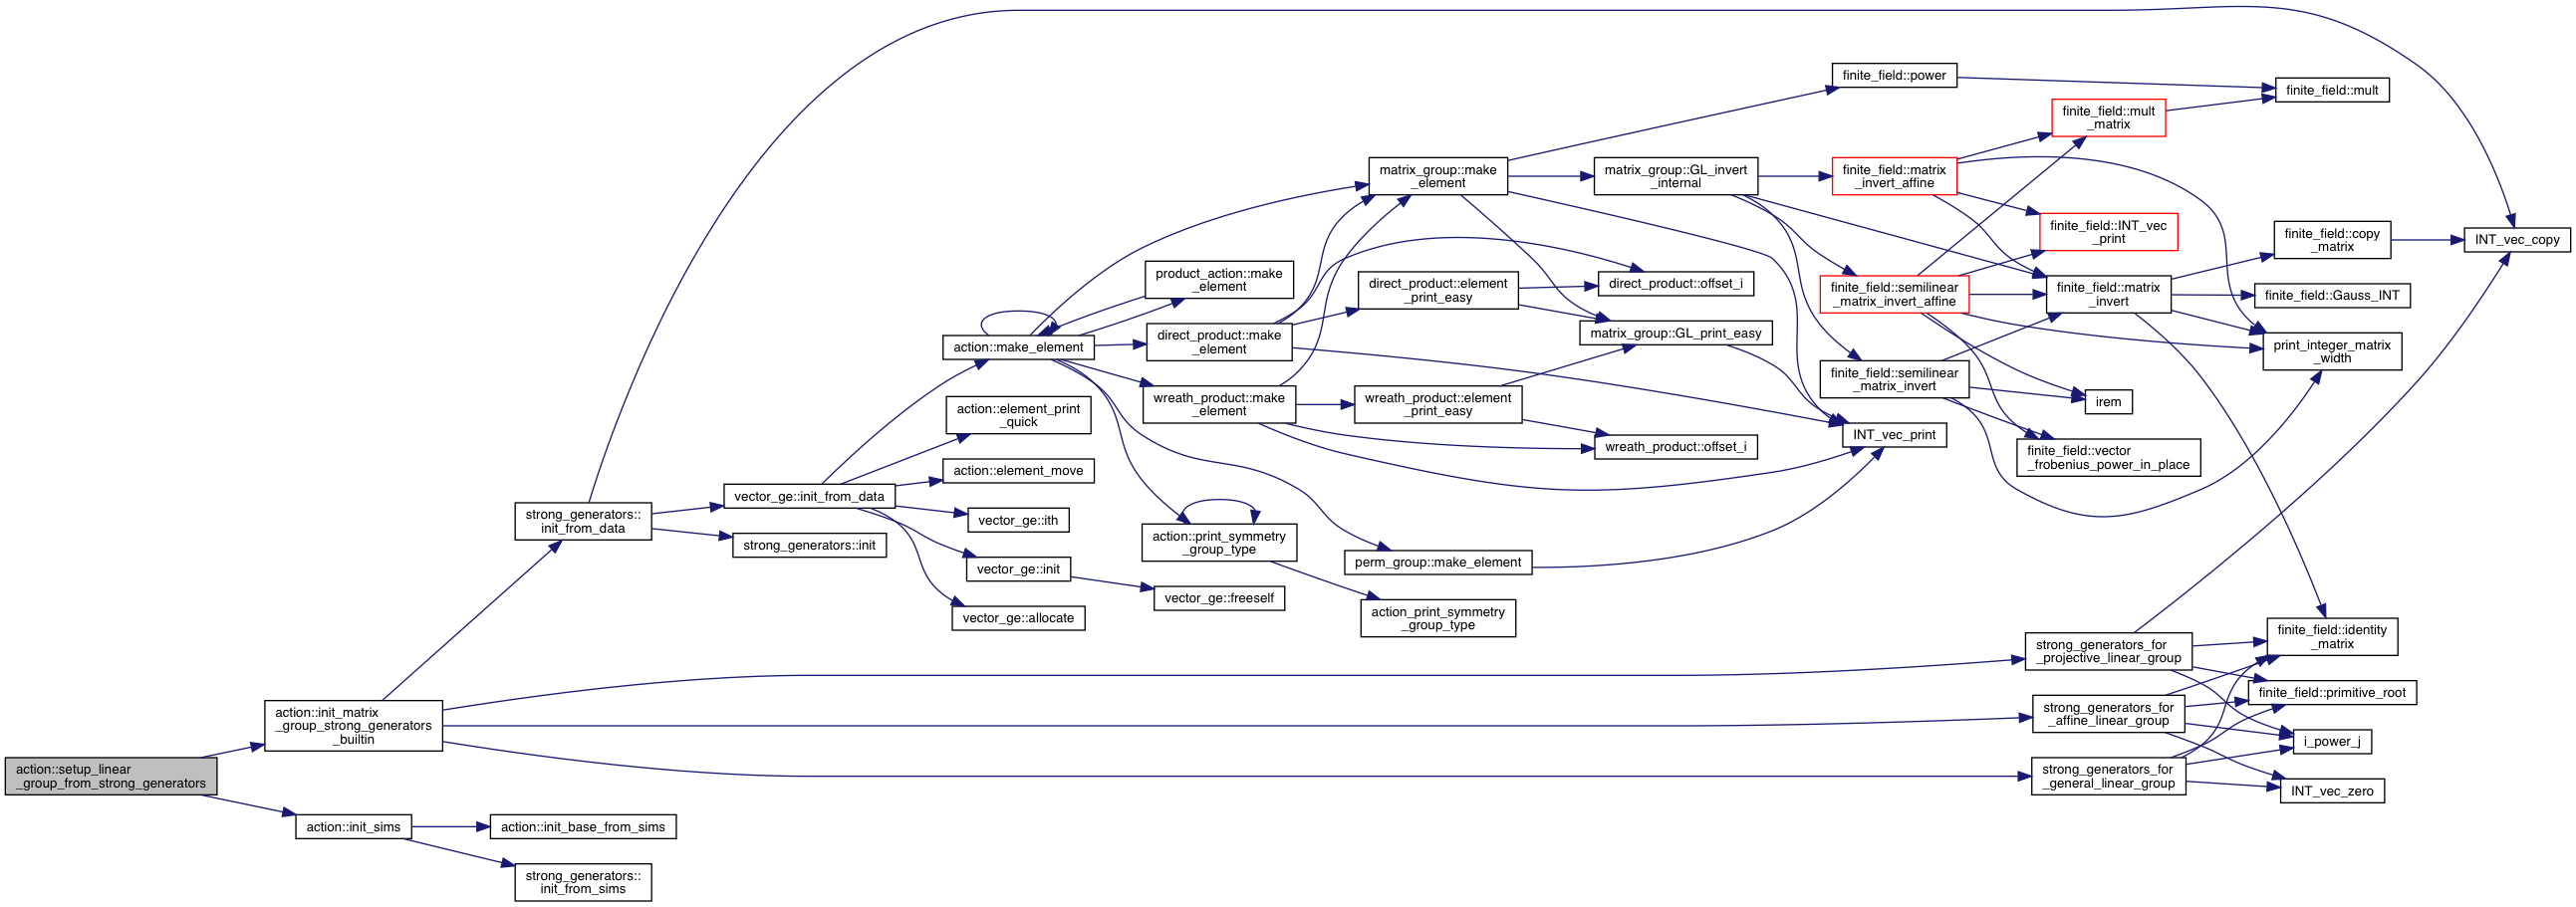 action::setup_linear
_group_from_strong_generators
action::init_matrix
_group_strong_generators
_builtin
action::init_sims
strong_generators::
init_from_data
action::init_base_from_sims
strong_generators::
init_from_sims
vector_ge::init_from_data
strong_generators::init
action::make_element
action::element_print
_quick
action::element_move
vector_ge::ith
vector_ge::init
vector_ge::allocate
product_action::make
_element
direct_product::make
_element
wreath_product::make
_element
action::print_symmetry
_group_type
vector_ge::freeself
matrix_group::make
_element
direct_product::element
_print_easy
wreath_product::element
_print_easy
perm_group::make_element
action_print_symmetry
_group_type
matrix_group::GL_invert
_internal
direct_product::offset_i
matrix_group::GL_print_easy
wreath_product::offset_i
finite_field::power
finite_field::matrix
_invert_affine
finite_field::semilinear
_matrix_invert_affine
finite_field::semilinear
_matrix_invert
INT_vec_print
finite_field::mult
_matrix
finite_field::INT_vec
_print
finite_field::matrix
_invert
irem
finite_field::vector
_frobenius_power_in_place
strong_generators_for
_projective_linear_group
strong_generators_for
_affine_linear_group
strong_generators_for
_general_linear_group
finite_field::mult
finite_field::copy
_matrix
finite_field::Gauss_INT
print_integer_matrix
_width
finite_field::identity
_matrix
finite_field::primitive_root
i_power_j
INT_vec_zero
INT_vec_copy